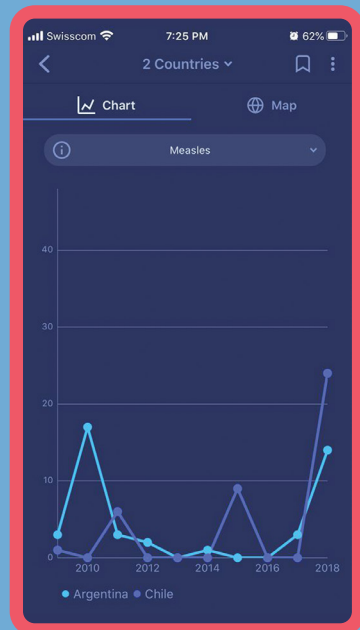 Swisscom 7:25 PM 62%
2 Countries
Chart Map
Measles
40
30
20
10
0
2010 2012 2014 2016 2018
Argentina Chile